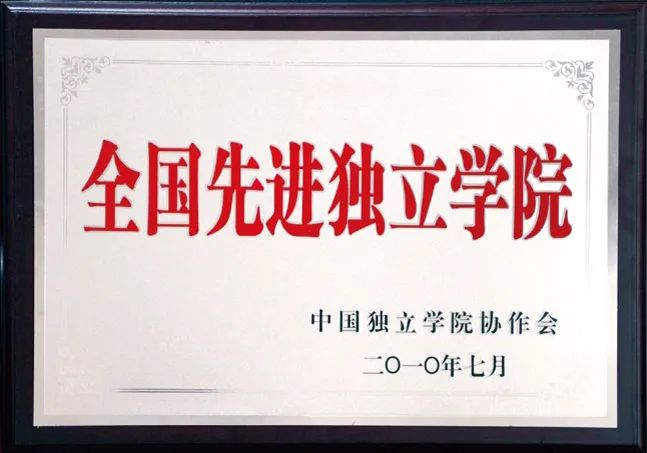 全国先进独立学院
中国独立学院协作会
二〇一〇年七月